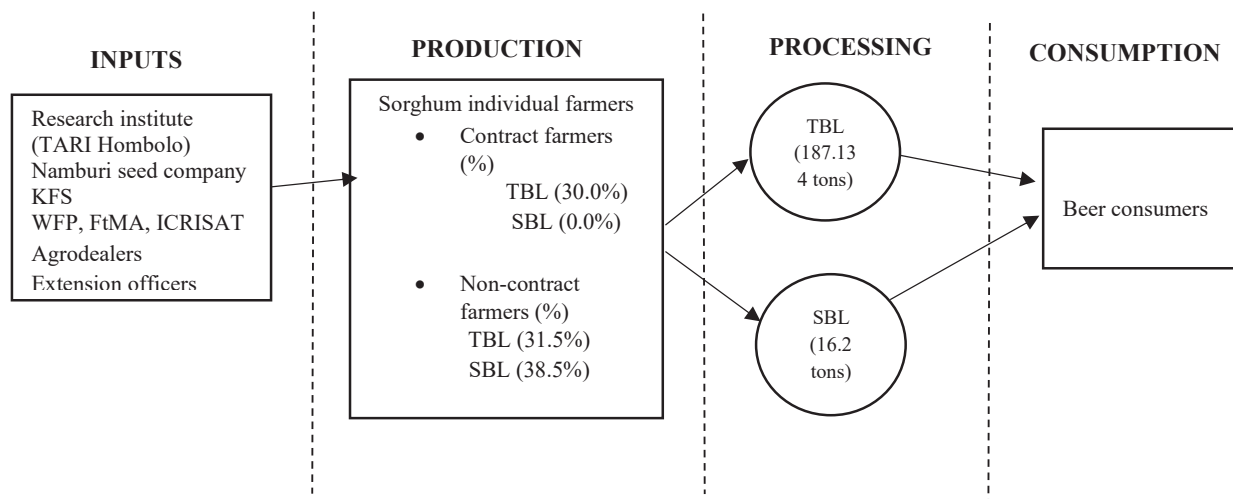 INPUTS
Research institute
(TARI Hombolo)
Namburi seed company
KFS
WFP, FtMA, ICRISAT
Agrodealers
Extension officers
PRODUCTION
Sorghum individual farmers
● Contract farmers
(%)
TBL (30.0%)
SBL (0.0%)
● Non-contract
farmers (%)
TBL (31.5%)
SBL (38.5%)
PROCESSING
TBL
(187.13
4 tons)
SBL
(16.2
tons)
CONSUMPTION
Beer consumers